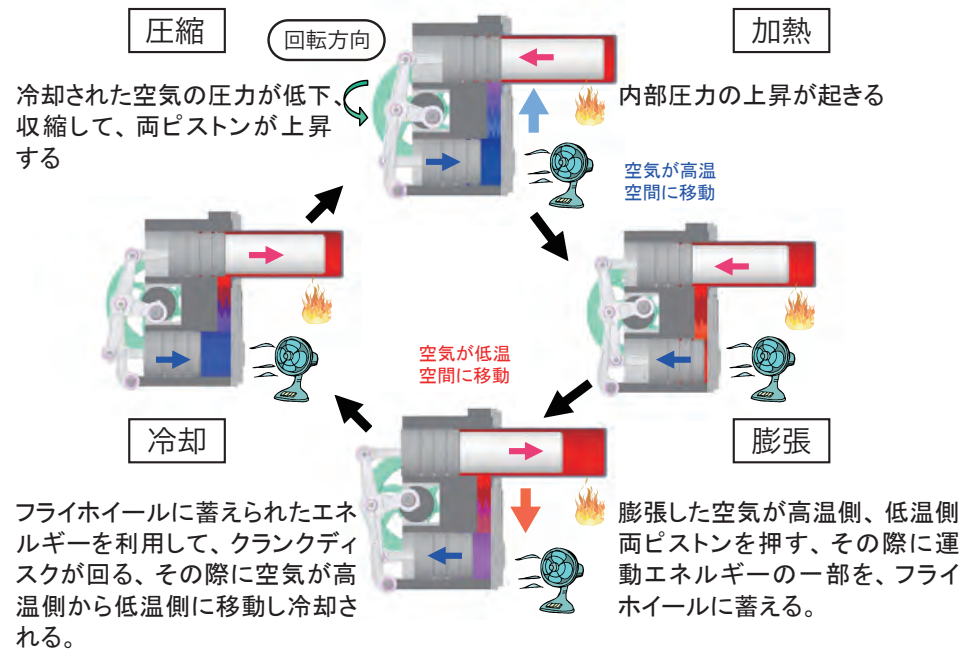 圧縮
冷却された空気の圧力が低下、
収縮して、両ピストンが上昇
する
回転方向
加熱
内部圧力の上昇が起きる
空気が高温
空間に移動
空気が低温
空間に移動
冷却
フライホイールに蓄えられたエネ
ルギーを利用して、クランクディ
スクが回る、その際に空気が高
温側から低温側に移動し冷却さ
れる。
膨張
膨張した空気が高温側、低温側
両ピストンを押す、その際に運
動エネルギーの一部を、フライ
ホイールに蓄える。